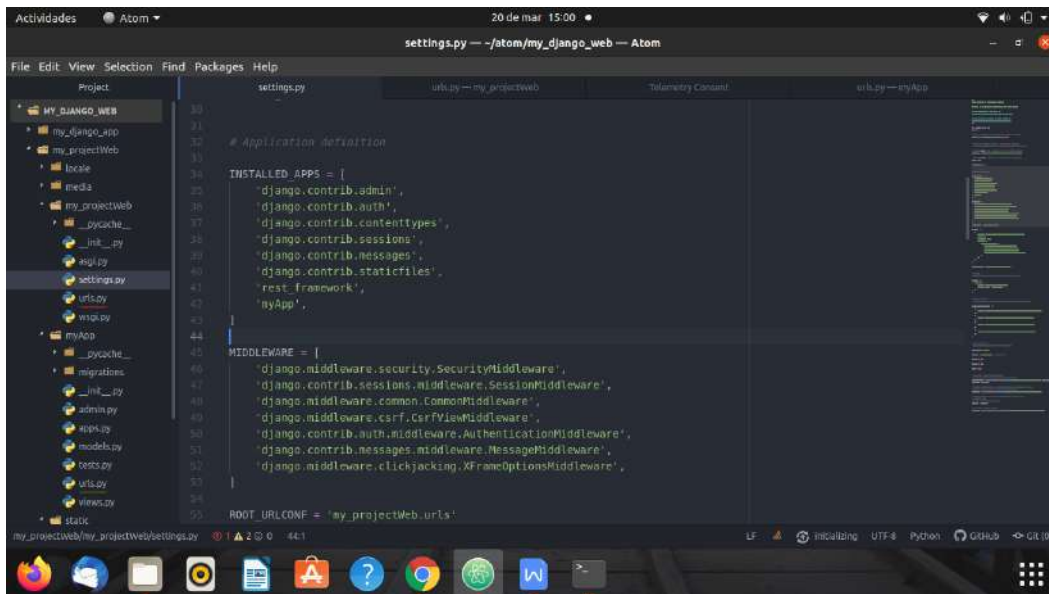 Actividades Atom 20 de mar 15:00
settings.py — ~/atom/my_django_web — Atom
File Edit View Selection Find Packages Help
Project settings.py urls.py — my_projectWeb Telemetry Consent urls.py — myApp
MY_DJANGO_WEB
my_django_app
my_projectWeb
locale
media
my_projectWeb
__pycache__
__init__.py
asgi.py
settings.py
urls.py
wsgi.py
myApp
__pycache__
migrations
__init__.py
admin.py
apps.py
models.py
tests.py
urls.py
views.py
static
30
31
32 # Application definition
33
34 INSTALLED_APPS = [
35 'django.contrib.admin',
36 'django.contrib.auth',
37 'django.contrib.contenttypes',
38 'django.contrib.sessions',
39 'django.contrib.messages',
40 'django.contrib.staticfiles',
41 'rest_framework',
42 'myApp',
43 ]
44
45 MIDDLEWARE = [
46 'django.middleware.security.SecurityMiddleware',
47 'django.contrib.sessions.middleware.SessionMiddleware',
48 'django.middleware.common.CommonMiddleware',
49 'django.middleware.csrf.CsrfViewMiddleware',
50 'django.contrib.auth.middleware.AuthenticationMiddleware',
51 'django.contrib.messages.middleware.MessageMiddleware',
52 'django.middleware.clickjacking.XFrameOptionsMiddleware',
53 ]
54
55 ROOT_URLCONF = 'my_projectWeb.urls'
my_projectWeb/my_projectWeb/settings.py 1 2 0 44:1 LF initializing UTF-8 Python GitHub Git (0